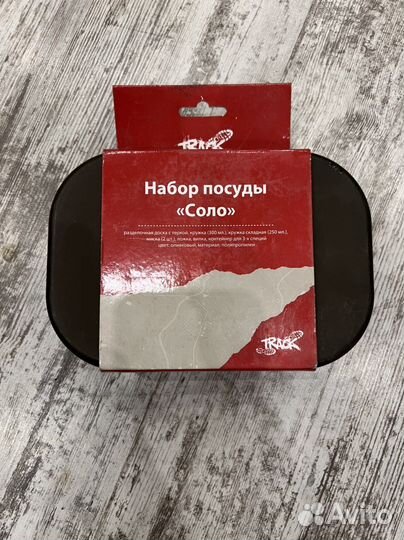 TRACK
Набор посуды
«Соло»
разделочная доска с теркой, кружка (300 мл.), кружка складная (250 мл.),
миска (2 шт.), ложка, вилка, контейнер для 3-х специй
цвет: оливковый, материал: полипропилен
TRACK
Avito